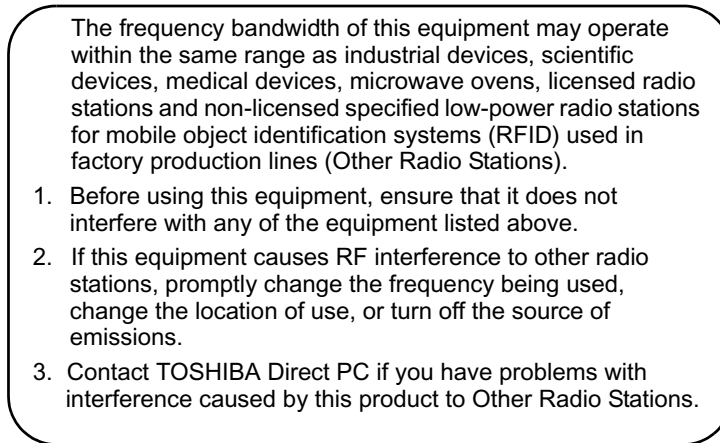 The frequency bandwidth of this equipment may operate
within the same range as industrial devices, scientific
devices, medical devices, microwave ovens, licensed radio
stations and non-licensed specified low-power radio stations
for mobile object identification systems (RFID) used in
factory production lines (Other Radio Stations).
1. Before using this equipment, ensure that it does not
interfere with any of the equipment listed above.
2. If this equipment causes RF interference to other radio
stations, promptly change the frequency being used,
change the location of use, or turn off the source of
emissions.
3. Contact TOSHIBA Direct PC if you have problems with
interference caused by this product to Other Radio Stations.